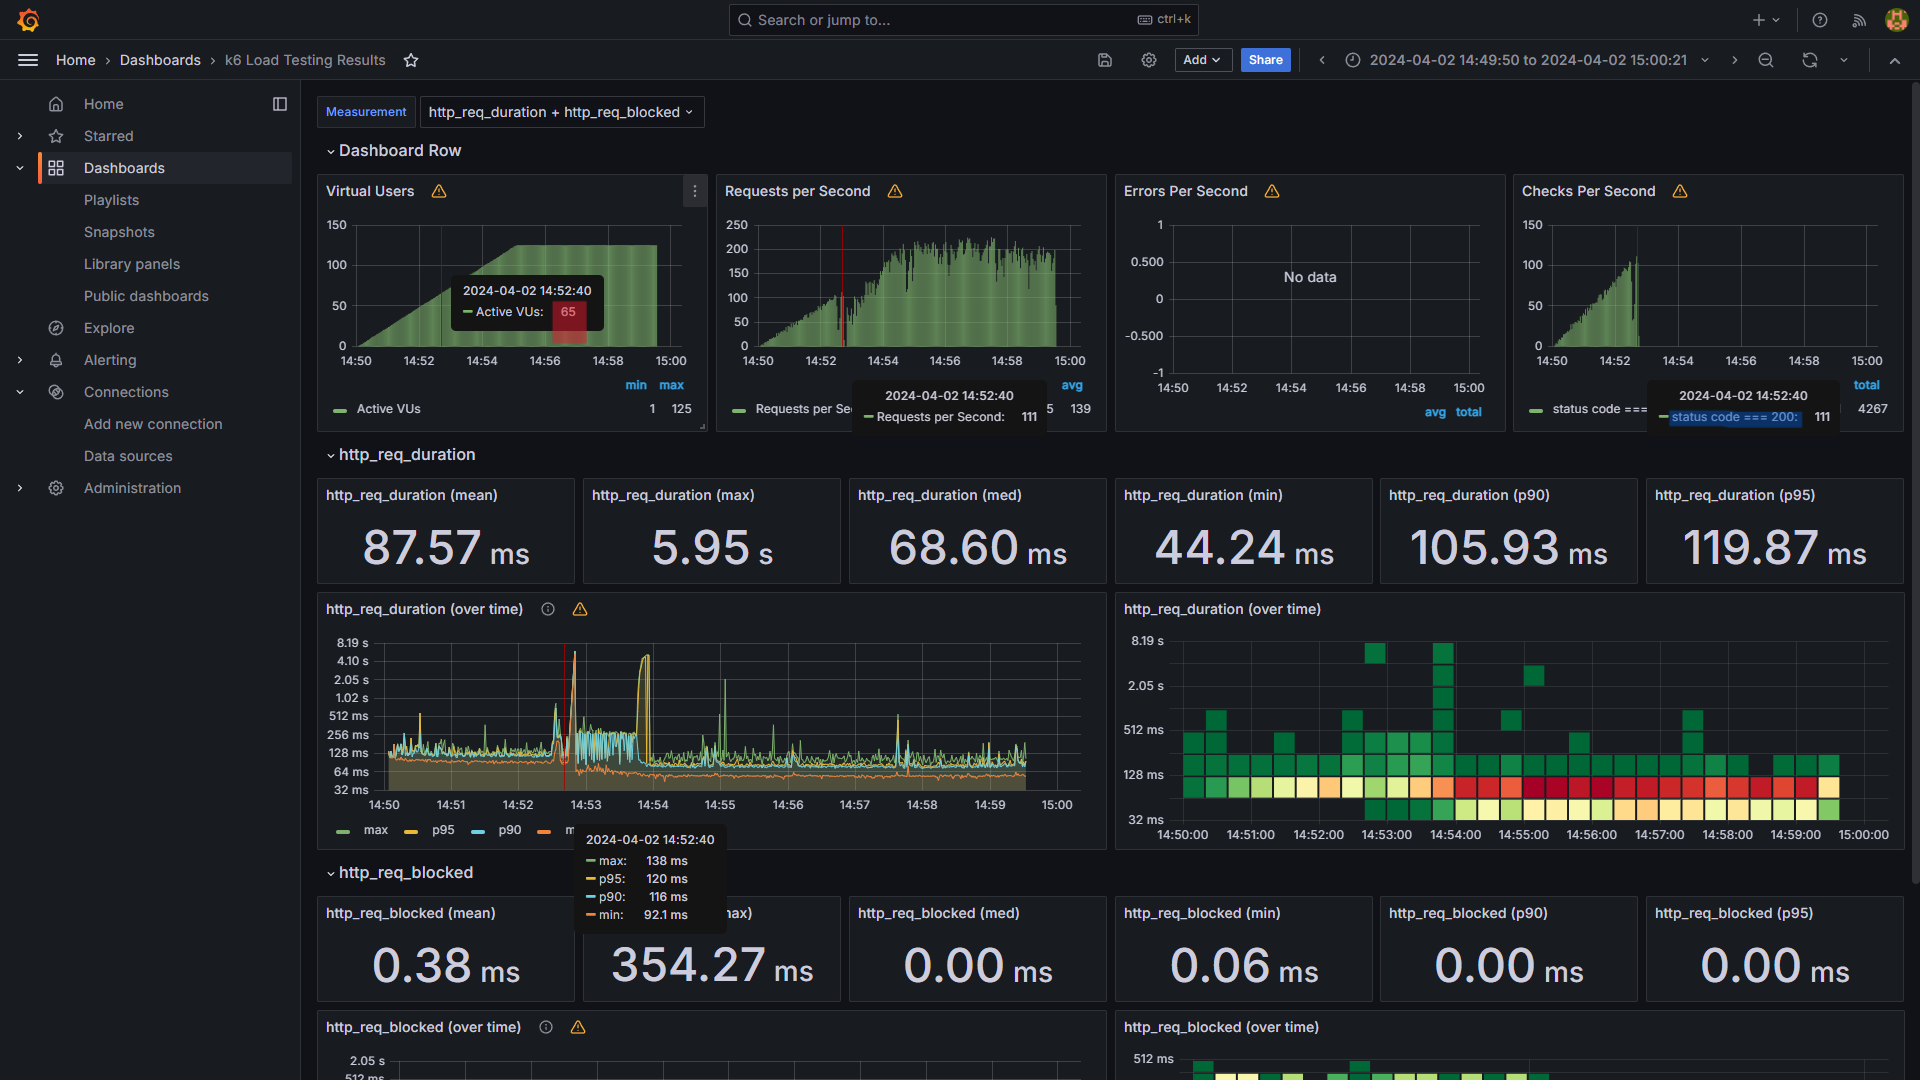 Search or jump to...
ctrl+k
Home › Dashboards › k6 Load Testing Results
Add
Share
2024-04-02 14:49:50 to 2024-04-02 15:00:21
Home
Starred
Dashboards
Playlists
Snapshots
Library panels
Public dashboards
Explore
Alerting
Connections
Add new connection
Data sources
Administration
Measurement
http_req_duration + http_req_blocked
Dashboard Row
Virtual Users
150
100
50
0
14:50 14:52 14:54 14:56 14:58 15:00
2024-04-02 14:52:40
Active VUs: 65
min max
Active VUs 1 125
Requests per Second
250
200
150
100
50
0
14:50 14:52 14:54 14:56 14:58 15:00
avg
Requests per Se 5 139
2024-04-02 14:52:40
Requests per Second: 111
Errors Per Second
1
0.500
0
-0.500
-1
No data
14:50 14:52 14:54 14:56 14:58 15:00
avg total
Checks Per Second
150
100
50
0
14:50 14:52 14:54 14:56 14:58 15:00
total
status code === 4267
2024-04-02 14:52:40
status code === 200: 111
http_req_duration
http_req_duration (mean)
87.57 ms
http_req_duration (max)
5.95 s
http_req_duration (med)
68.60 ms
http_req_duration (min)
44.24 ms
http_req_duration (p90)
105.93 ms
http_req_duration (p95)
119.87 ms
http_req_duration (over time)
8.19 s
4.10 s
2.05 s
1.02 s
512 ms
256 ms
128 ms
64 ms
32 ms
14:50 14:51 14:52 14:53 14:54 14:55 14:56 14:57 14:58 14:59 15:00
max p95 p90 m
2024-04-02 14:52:40
max: 138 ms
p95: 120 ms
p90: 116 ms
min: 92.1 ms
http_req_duration (over time)
8.19 s
2.05 s
512 ms
128 ms
32 ms
14:50:00 14:51:00 14:52:00 14:53:00 14:54:00 14:55:00 14:56:00 14:57:00 14:58:00 14:59:00 15:00:00
http_req_blocked
http_req_blocked (mean)
0.38 ms
ax)
354.27 ms
http_req_blocked (med)
0.00 ms
http_req_blocked (min)
0.06 ms
http_req_blocked (p90)
0.00 ms
http_req_blocked (p95)
0.00 ms
http_req_blocked (over time)
2.05 s
512 ms
http_req_blocked (over time)
512 ms